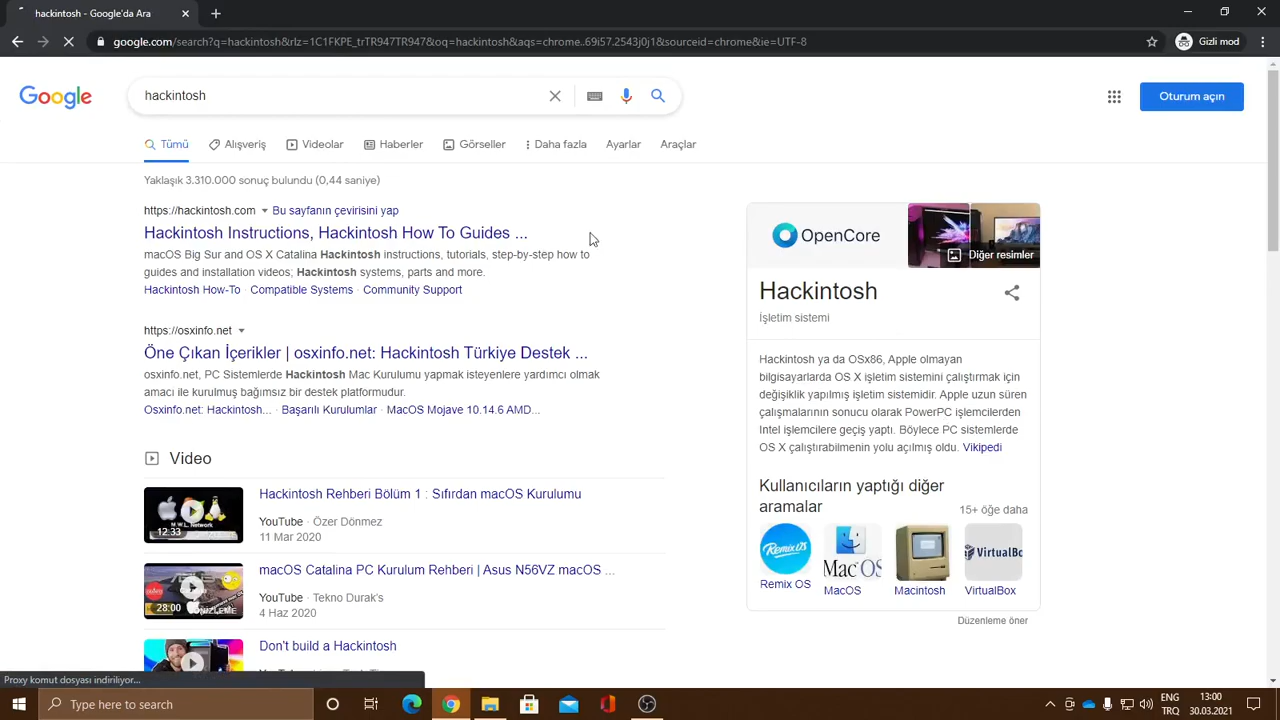 hackintosh - Google'da Ara
google.com/search?q=hackintosh&rlz=1C1FKPE_trTR947TR947&oq=hackintosh&aqs=chrome..69i57.2543j0j1&sourceid=chrome&ie=UTF-8
Gizli mod
Google
hackintosh
Oturum açın
Tümü
Alışveriş
Videolar
Haberler
Görseller
Daha fazla
Ayarlar
Araçlar
Yaklaşık 3.310.000 sonuç bulundu (0,44 saniye)
https://hackintosh.com Bu sayfanın çevirisini yap
Hackintosh Instructions, Hackintosh How To Guides ...
macOS Big Sur and OS X Catalina Hackintosh instructions, tutorials, step-by-step how to
guides and installation videos; Hackintosh systems, parts and more.
Hackintosh How-To · Compatible Systems · Community Support
https://osxinfo.net
Öne Çıkan İçerikler | osxinfo.net: Hackintosh Türkiye Destek ...
osxinfo.net, PC Sistemlerde Hackintosh Mac Kurulumu yapmak isteyenlere yardımcı olmak
amacı ile kurulmuş bağımsız bir destek platformudur.
Osxinfo.net: Hackintosh... · Başarılı Kurulumlar · MacOS Mojave 10.14.6 AMD...
Video
12:33
Hackintosh Rehberi Bölüm 1 : Sıfırdan macOS Kurulumu
YouTube · Özer Dönmez
11 Mar 2020
28:00
macOS Catalina PC Kurulum Rehberi | Asus N56VZ macOS ...
YouTube · Tekno Durak's
4 Haz 2020
Don't build a Hackintosh
OpenCore
Diğer resimler
Hackintosh
İşletim sistemi
Hackintosh ya da OSx86, Apple olmayan
bilgisayarlarda OS X işletim sistemini çalıştırmak için
değişiklik yapılmış işletim sistemidir. Apple uzun süren
çalışmalarının sonucu olarak PowerPC işlemcilerden
Intel işlemcilere geçiş yaptı. Böylece PC sistemlerde
OS X çalıştırabilmenin yolu açılmış oldu. Vikipedi
Kullanıcıların yaptığı diğer
aramalar
15+ öğe daha
Remix OS
MacOS
Macintosh
VirtualBox
Düzenleme öner
Proxy komut dosyası indiriliyor...
Type here to search
ENG
TRQ
13:00
30.03.2021